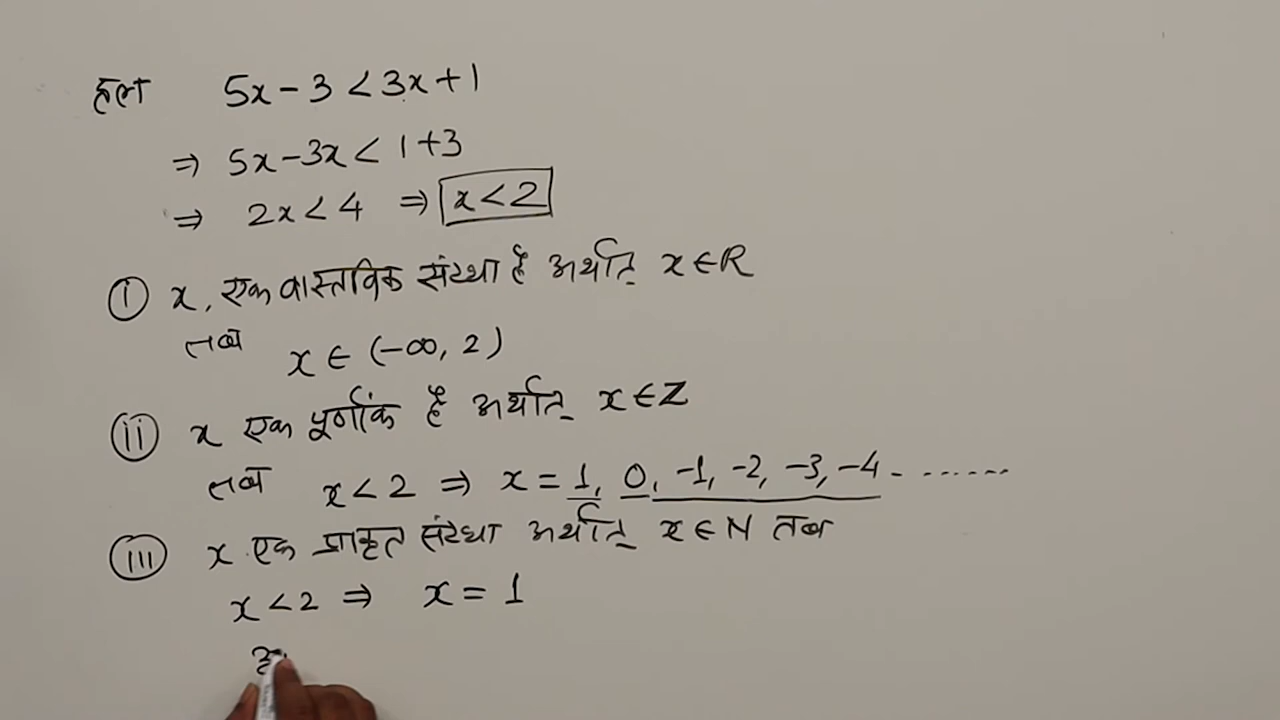 हल 5x - 3 < 3x + 1
⇒ 5x - 3x < 1 + 3
⇒ 2x < 4 ⇒ x < 2
(i) x, एक वास्तविक संख्या है अर्थात् x ∈ R
तब x ∈ (-∞, 2)
(ii) x एक पूर्णांक है अर्थात् x ∈ Z
तब x < 2 ⇒ x = 1, 0, -1, -2, -3, -4 - - - - - - -
(iii) x एक प्राकृत संख्या अर्थात् x ∈ N तब
x < 2 ⇒ x = 1